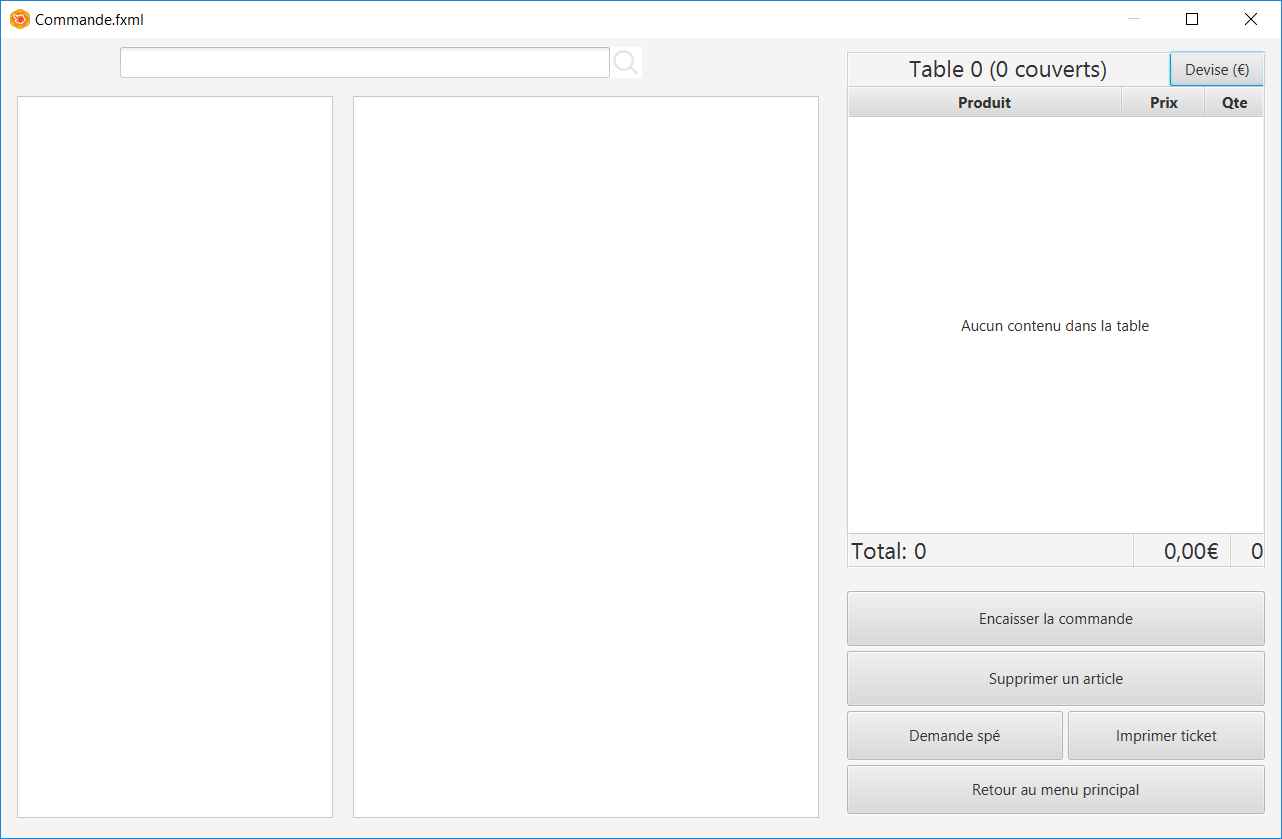 Commande.fxml
Table 0 (0 couverts)
Devise (€)
Produit
Prix
Qte
Aucun contenu dans la table
Total: 0
0,00€
0
Encaisser la commande
Supprimer un article
Demande spé
Imprimer ticket
Retour au menu principal